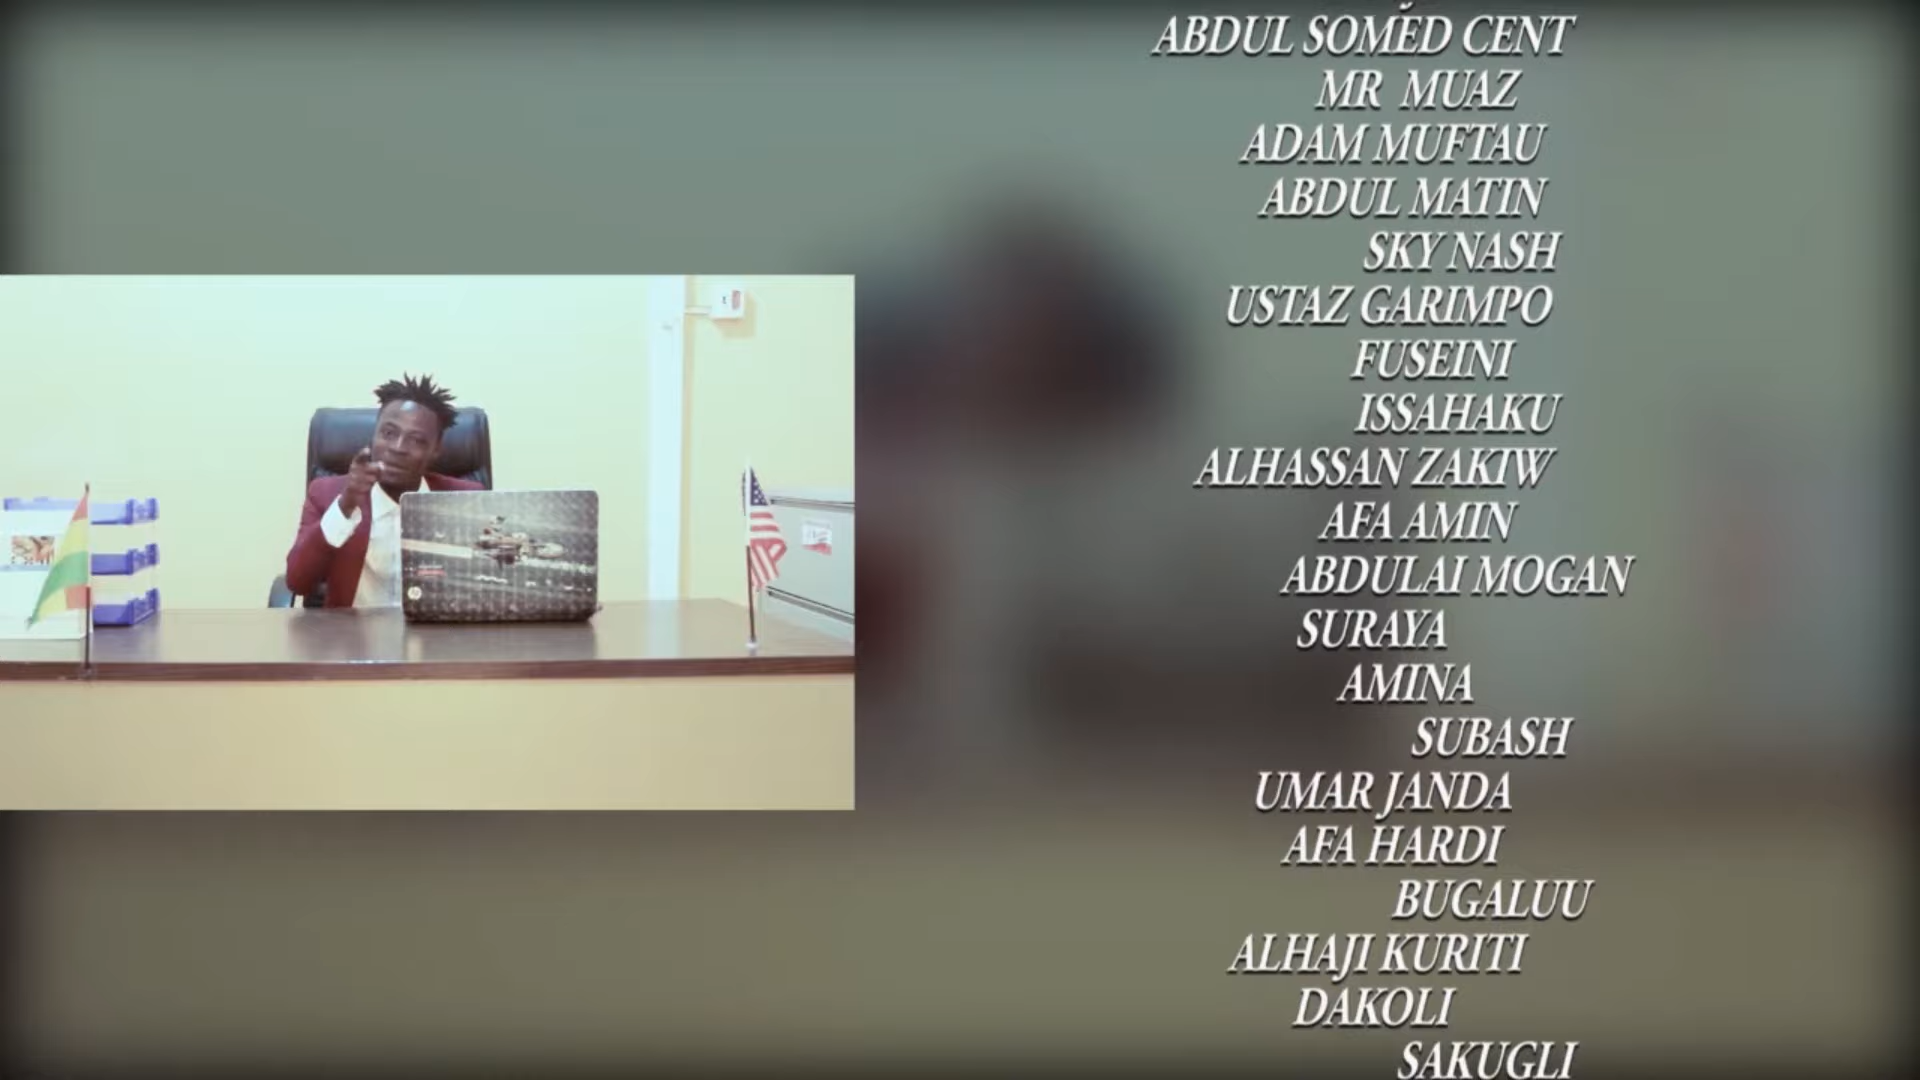 ABDUL SOMED CENT
MR MUAZ
ADAM MUFTAU
ABDUL MATIN
SKY NASH
USTAZ GARIMPO
FUSEINI
ISSAHAKU
ALHASSAN ZAKIW
AFA AMIN
ABDULAI MOGAN
SURAYA
AMINA
SUBASH
UMAR JANDA
AFA HARDI
BUGALUU
ALHAJI KURITI
DAKOLI
SAKUGLI
hp